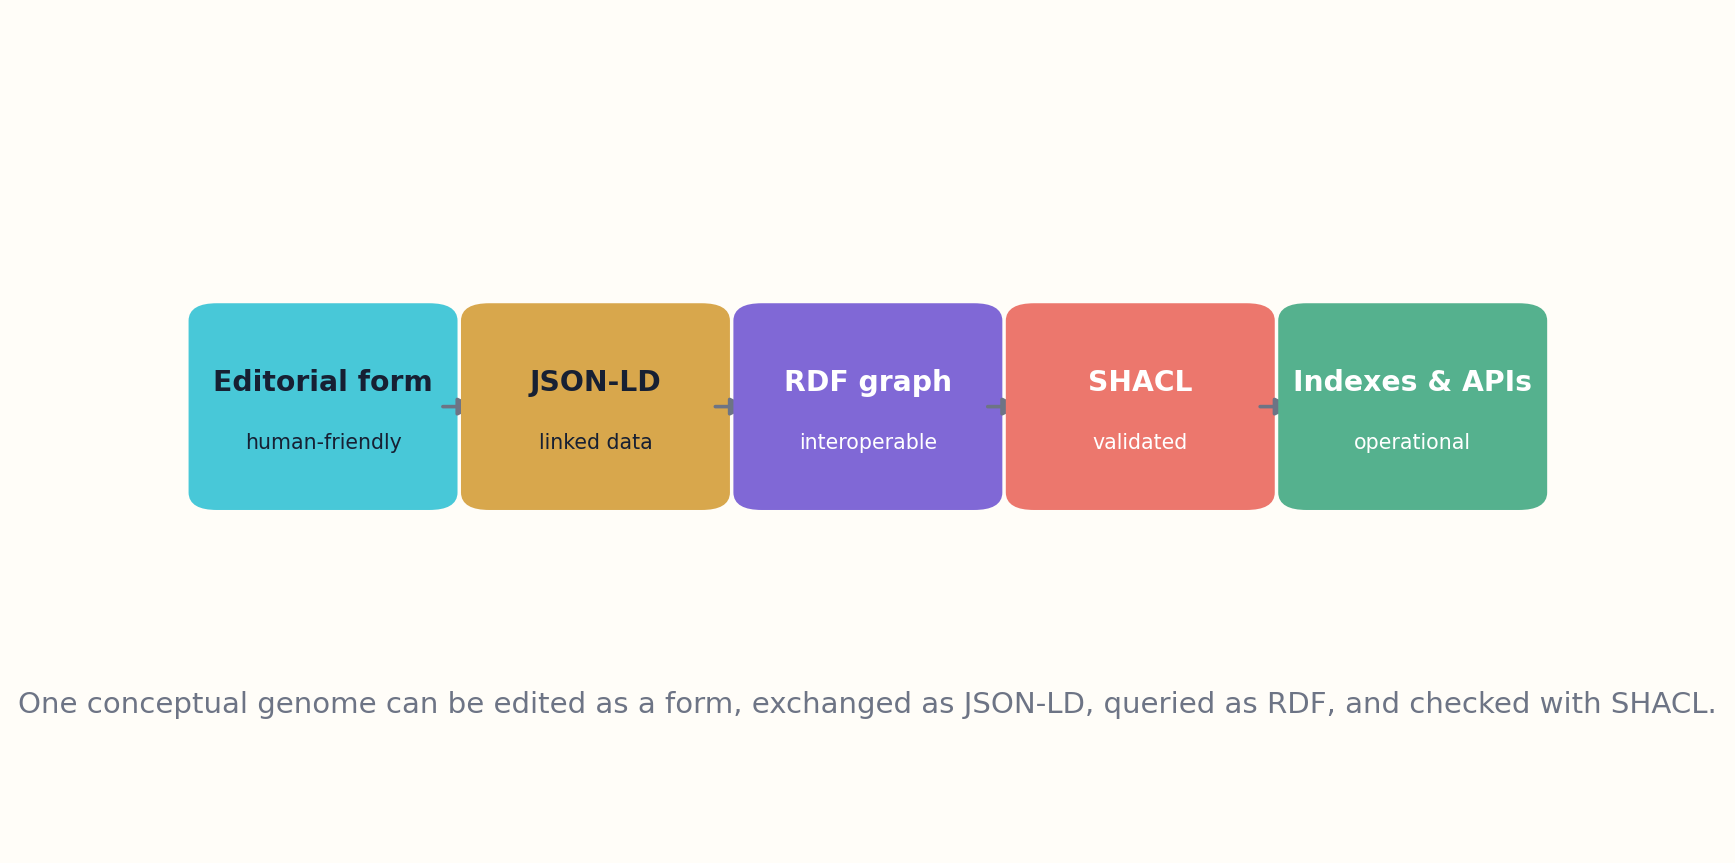 Editorial form
human-friendly
JSON-LD
linked data
RDF graph
interoperable
SHACL
validated
Indexes & APIs
operational
One conceptual genome can be edited as a form, exchanged as JSON-LD, queried as RDF, and checked with SHACL.